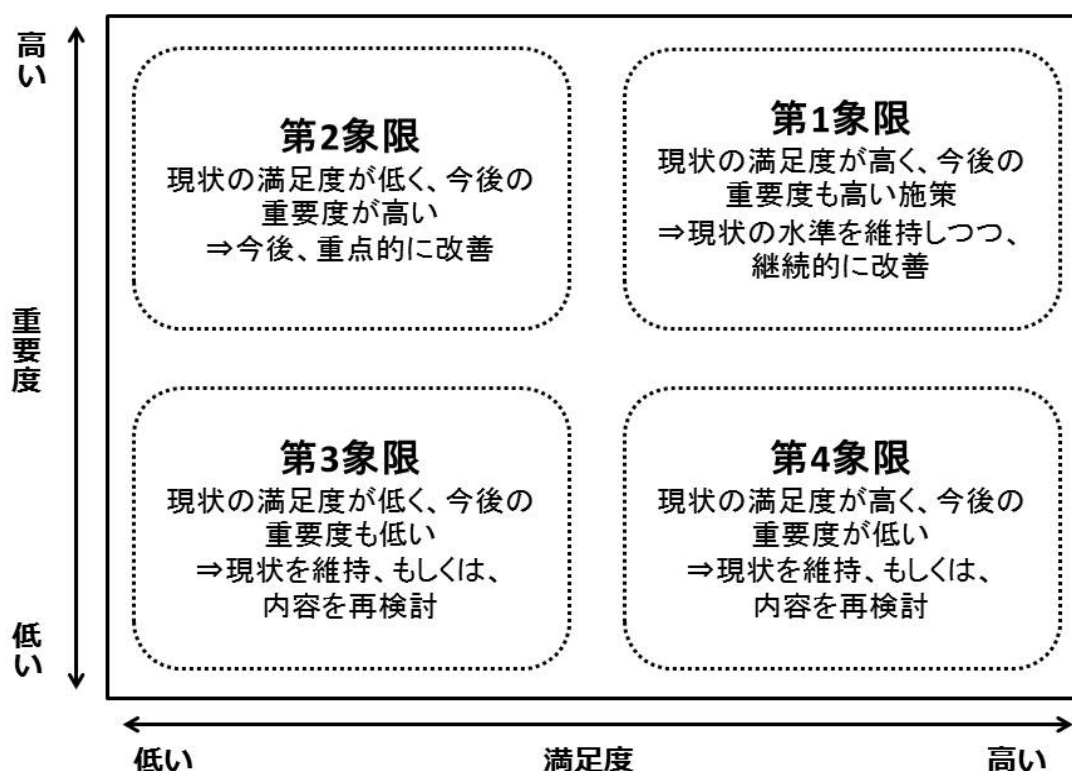 高い
重要度
低い
第2象限
現状の満足度が低く、今後の
重要度が高い
⇒今後、重点的に改善
第1象限
現状の満足度が高く、今後の
重要度も高い施策
⇒現状の水準を維持しつつ、
継続的に改善
第3象限
現状の満足度が低く、今後の
重要度も低い
⇒現状を維持、もしくは、
内容を再検討
第4象限
現状の満足度が高く、今後の
重要度が低い
⇒現状を維持、もしくは、
内容を再検討
低い
満足度
高い